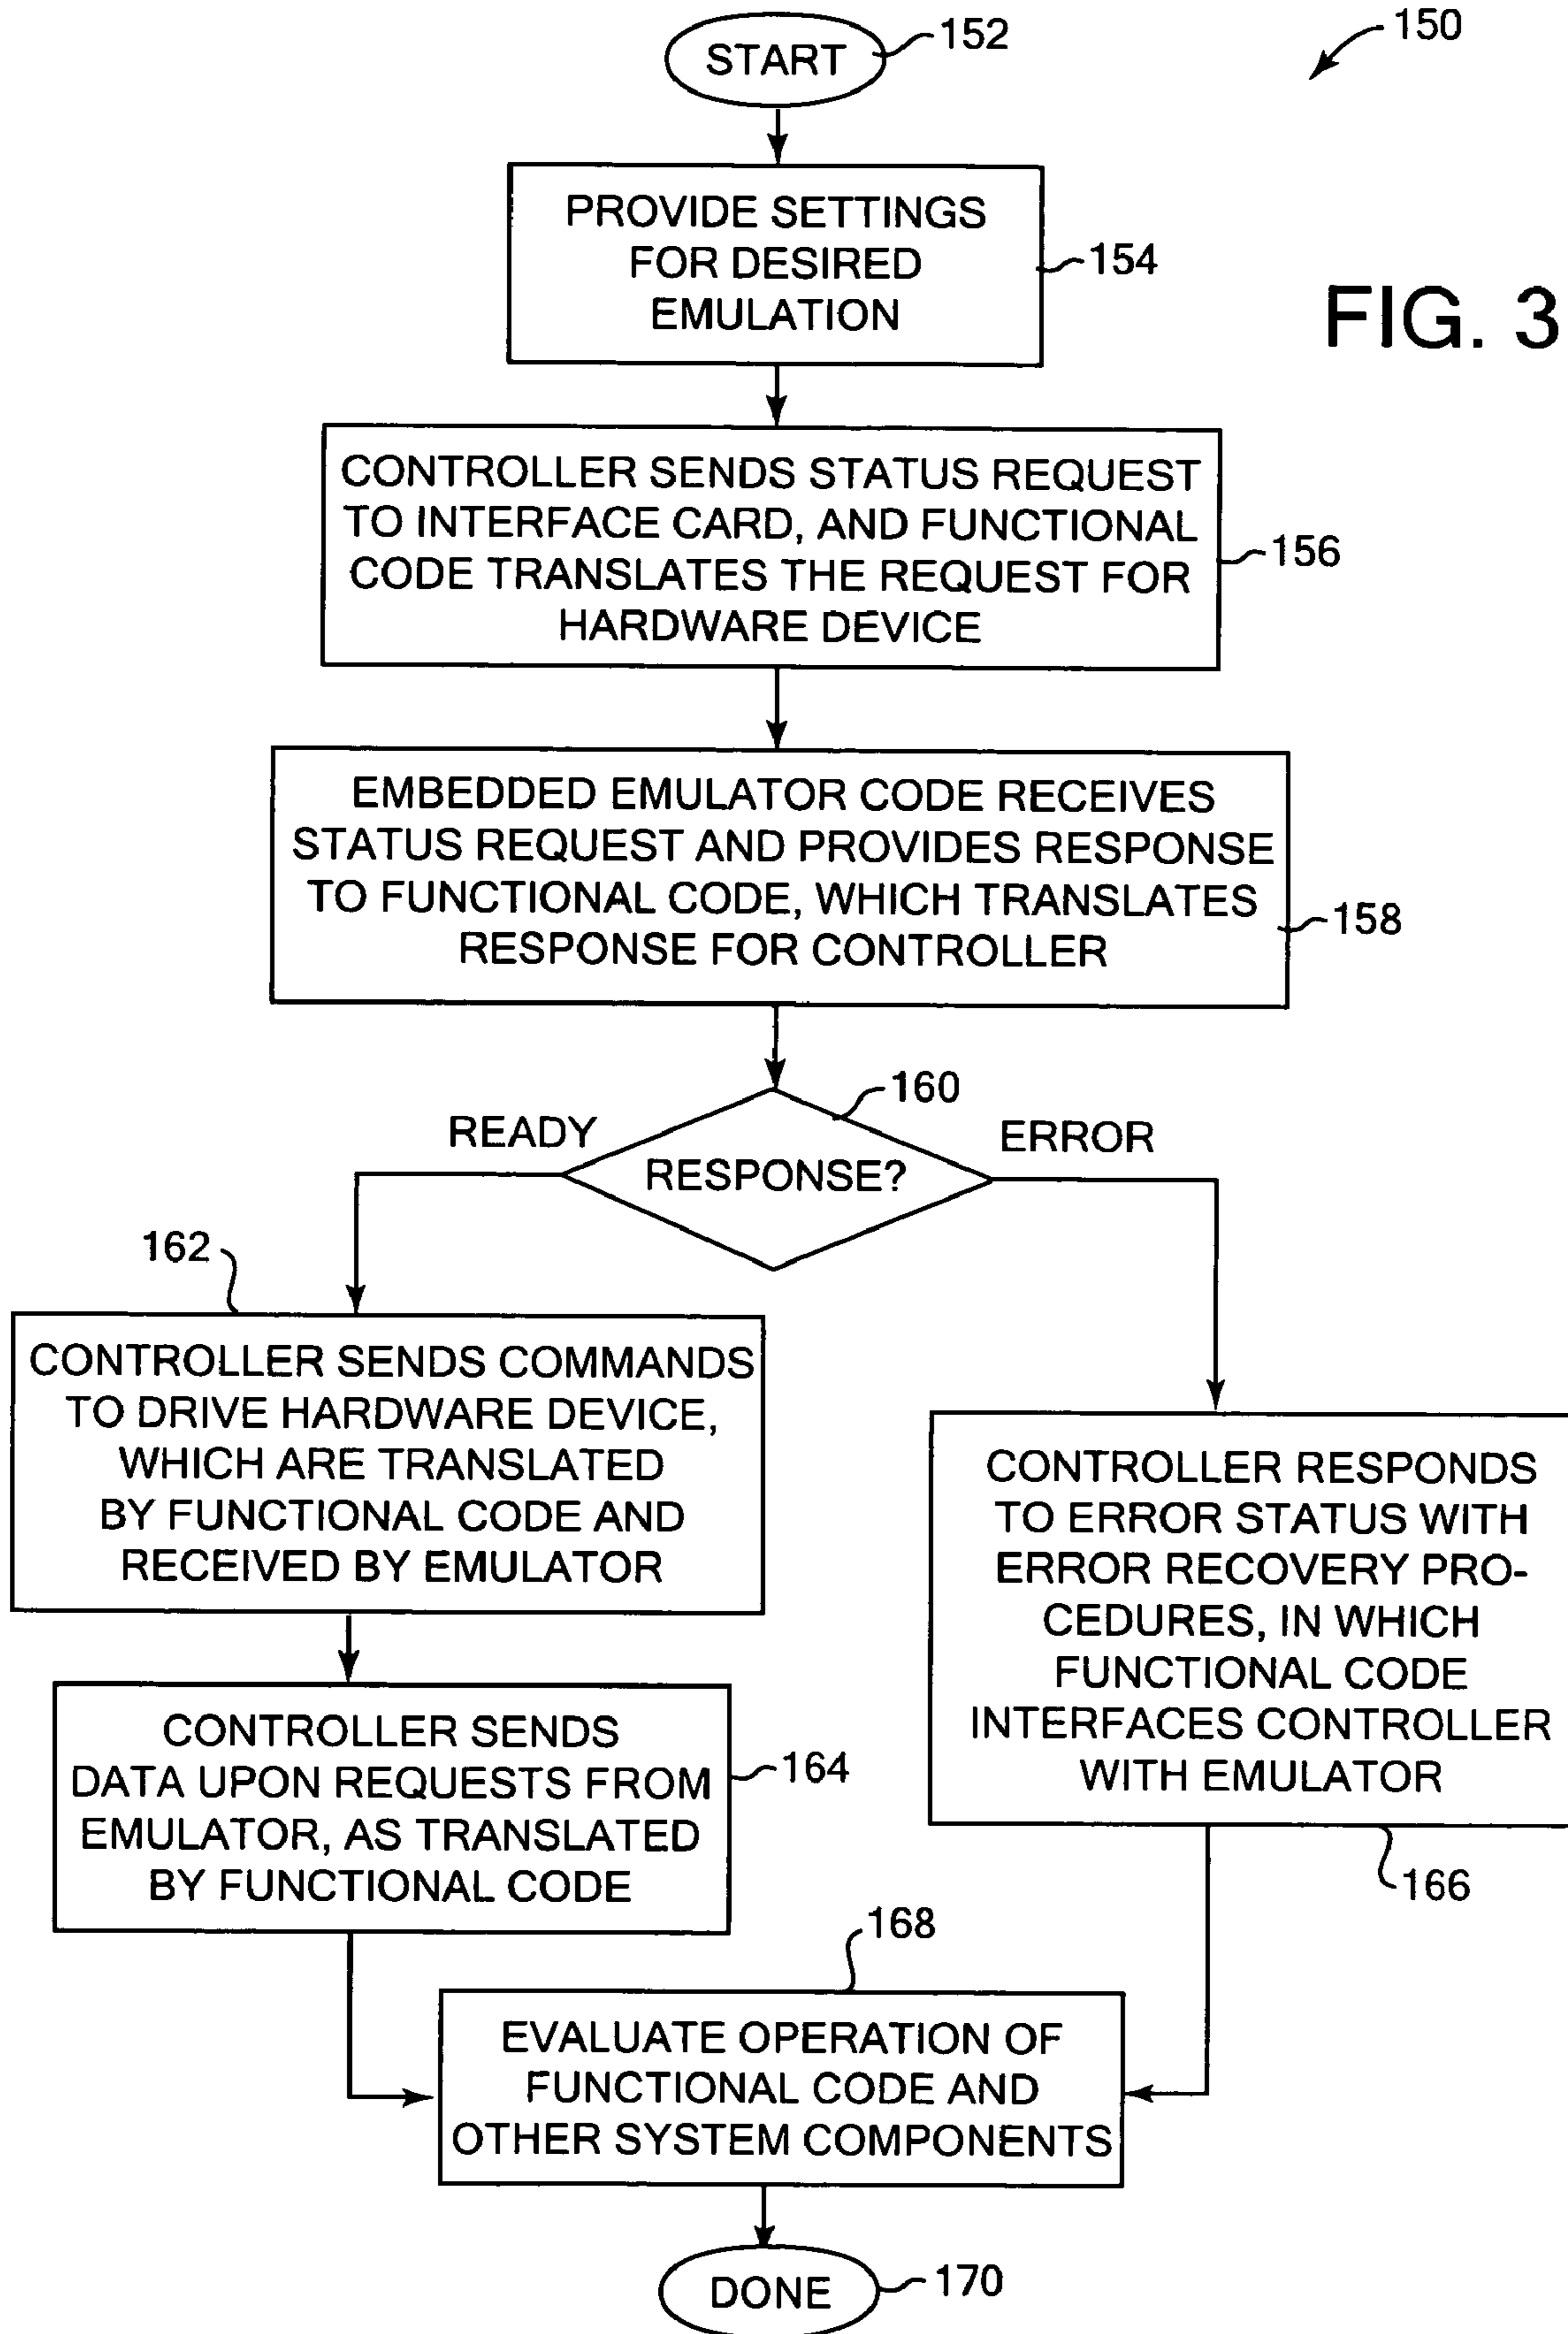 150
START
152
PROVIDE SETTINGS
FOR DESIRED
EMULATION
154
FIG. 3
CONTROLLER SENDS STATUS REQUEST
TO INTERFACE CARD, AND FUNCTIONAL
CODE TRANSLATES THE REQUEST FOR
HARDWARE DEVICE
156
EMBEDDED EMULATOR CODE RECEIVES
STATUS REQUEST AND PROVIDES RESPONSE
TO FUNCTIONAL CODE, WHICH TRANSLATES
RESPONSE FOR CONTROLLER
158
160
READY
RESPONSE?
ERROR
162
CONTROLLER SENDS COMMANDS
TO DRIVE HARDWARE DEVICE,
WHICH ARE TRANSLATED
BY FUNCTIONAL CODE AND
RECEIVED BY EMULATOR
CONTROLLER SENDS
DATA UPON REQUESTS FROM
EMULATOR, AS TRANSLATED
BY FUNCTIONAL CODE
164
CONTROLLER RESPONDS
TO ERROR STATUS WITH
ERROR RECOVERY PRO-
CEDURES, IN WHICH
FUNCTIONAL CODE
INTERFACES CONTROLLER
WITH EMULATOR
166
168
EVALUATE OPERATION OF
FUNCTIONAL CODE AND
OTHER SYSTEM COMPONENTS
DONE
170